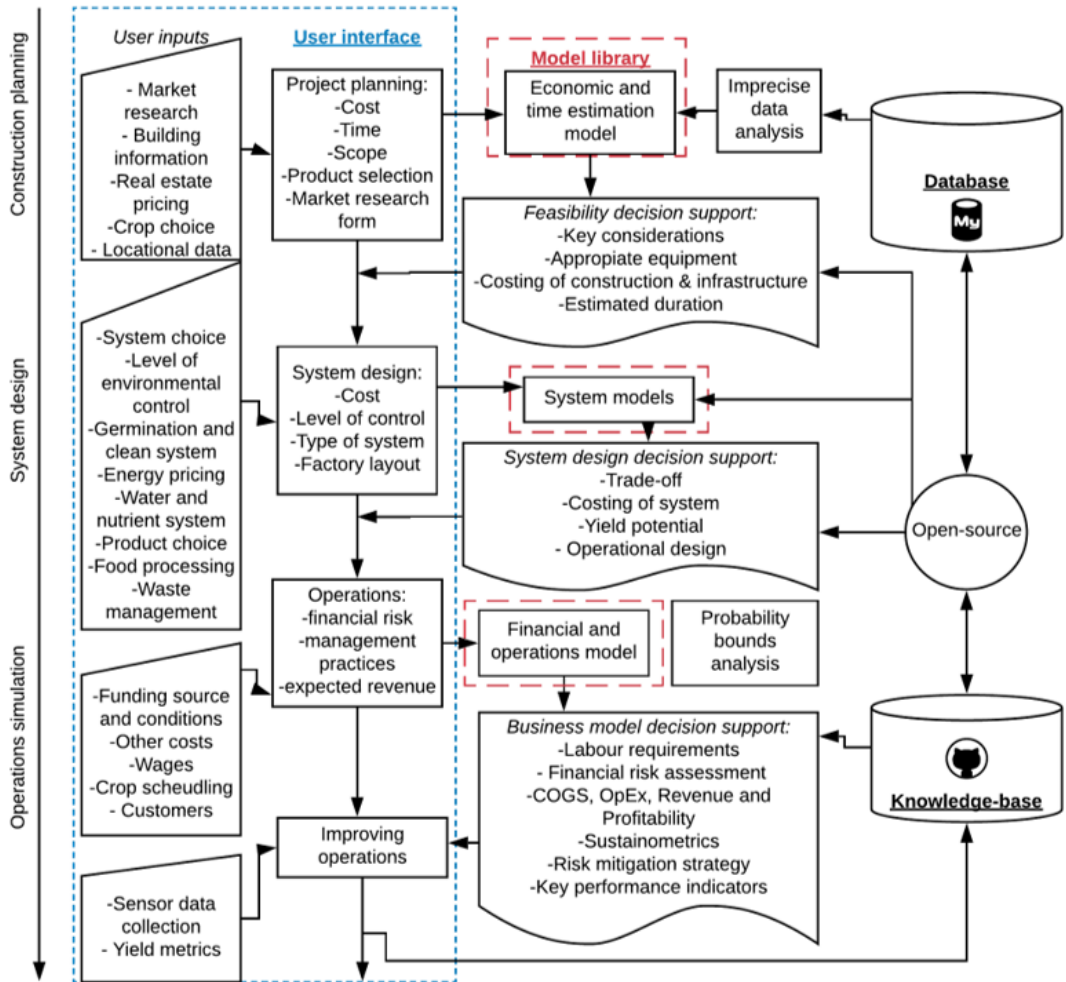 Construction planning
System design
Operations simulation
User inputs
- Market
research
- Building
information
-Real estate
pricing
- Crop choice
- Locational data
-System choice
-Level of
environmental
control
-Germination and
clean system
-Energy pricing
-Water and
nutrient system
-Product choice
-Food processing
-Waste
management
-Funding source
and conditions
-Other costs
-Wages
-Crop scheudling
- Customers
-Sensor data
collection
- Yield metrics
User interface
Project planning:
-Cost
-Time
-Scope
-Product selection
-Market research
form
System design:
-Cost
-Level of control
-Type of system
-Factory layout
Operations:
-financial risk
-management
practices
-expected revenue
Improving
operations
Model library
Economic and
time estimation
model
Imprecise
data
analysis
Feasibility decision support:
-Key considerations
-Appropiate equipment
-Costing of construction & infrastructure
-Estimated duration
System models
System design decision support:
-Trade-off
-Costing of system
-Yield potential
- Operational design
Financial and
operations model
Probability
bounds
analysis
Business model decision support:
-Labour requirements
- Financial risk assessment
-COGS, OpEx, Revenue and
Profitability
-Sustainometrics
-Risk mitigation strategy
-Key performance indicators
Database
My
Open-source
Knowledge-base